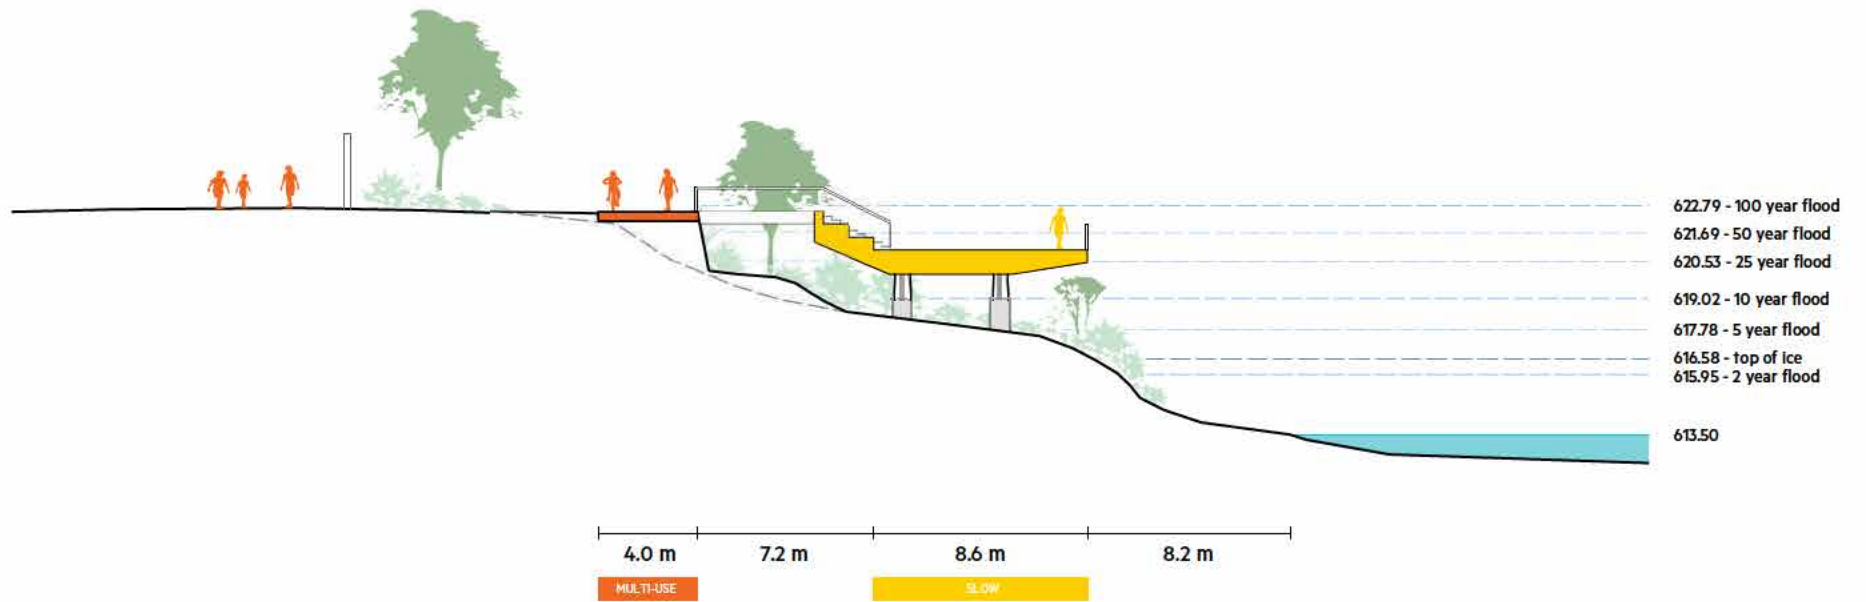 622.79 - 100 year flood
621.69 - 50 year flood
620.53 - 25 year flood
619.02 - 10 year flood
617.78 - 5 year flood
616.58 - top of ice
615.95 - 2 year flood
613.50
4.0 m 7.2 m 8.6 m 8.2 m
MULTI-USE SLOW